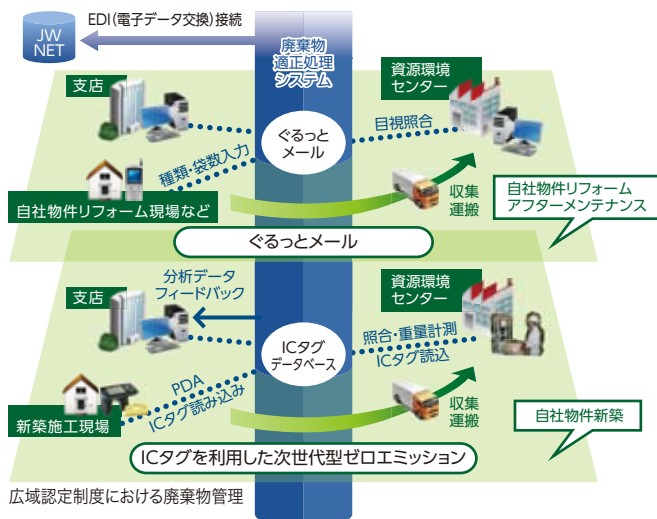 JW
NET
EDI(電子データ交換)接続
廃棄物
適正処理
システム
支店
資源環境
センター
ぐるっと
メール
目視照合
種類・袋数入力
自社物件リフォーム現場など
収集
運搬
自社物件リフォーム
アフターメンテナンス
ぐるっとメール
分析データ
フィードバック
支店
資源環境
センター
ICタグ
データベース
照合・重量計測
ICタグ読込
PDA
ICタグ読み込み
新築施工現場
収集
運搬
自社物件新築
ICタグを利用した次世代型ゼロエミッション
広域認定制度における廃棄物管理